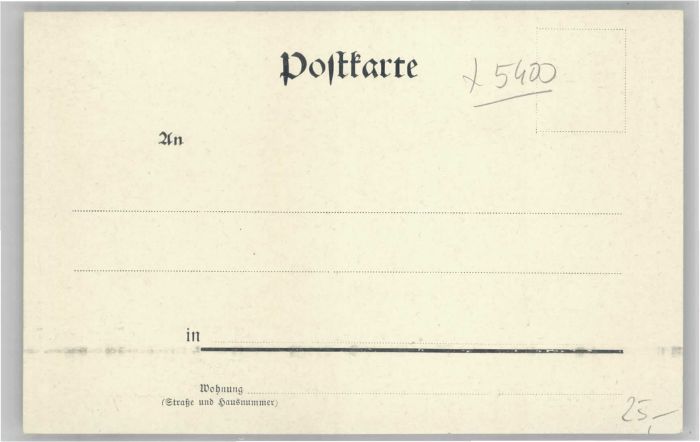 Postkarte
x 5400
An
in
Wohnung
(Straße und Hausnummer)
25,-